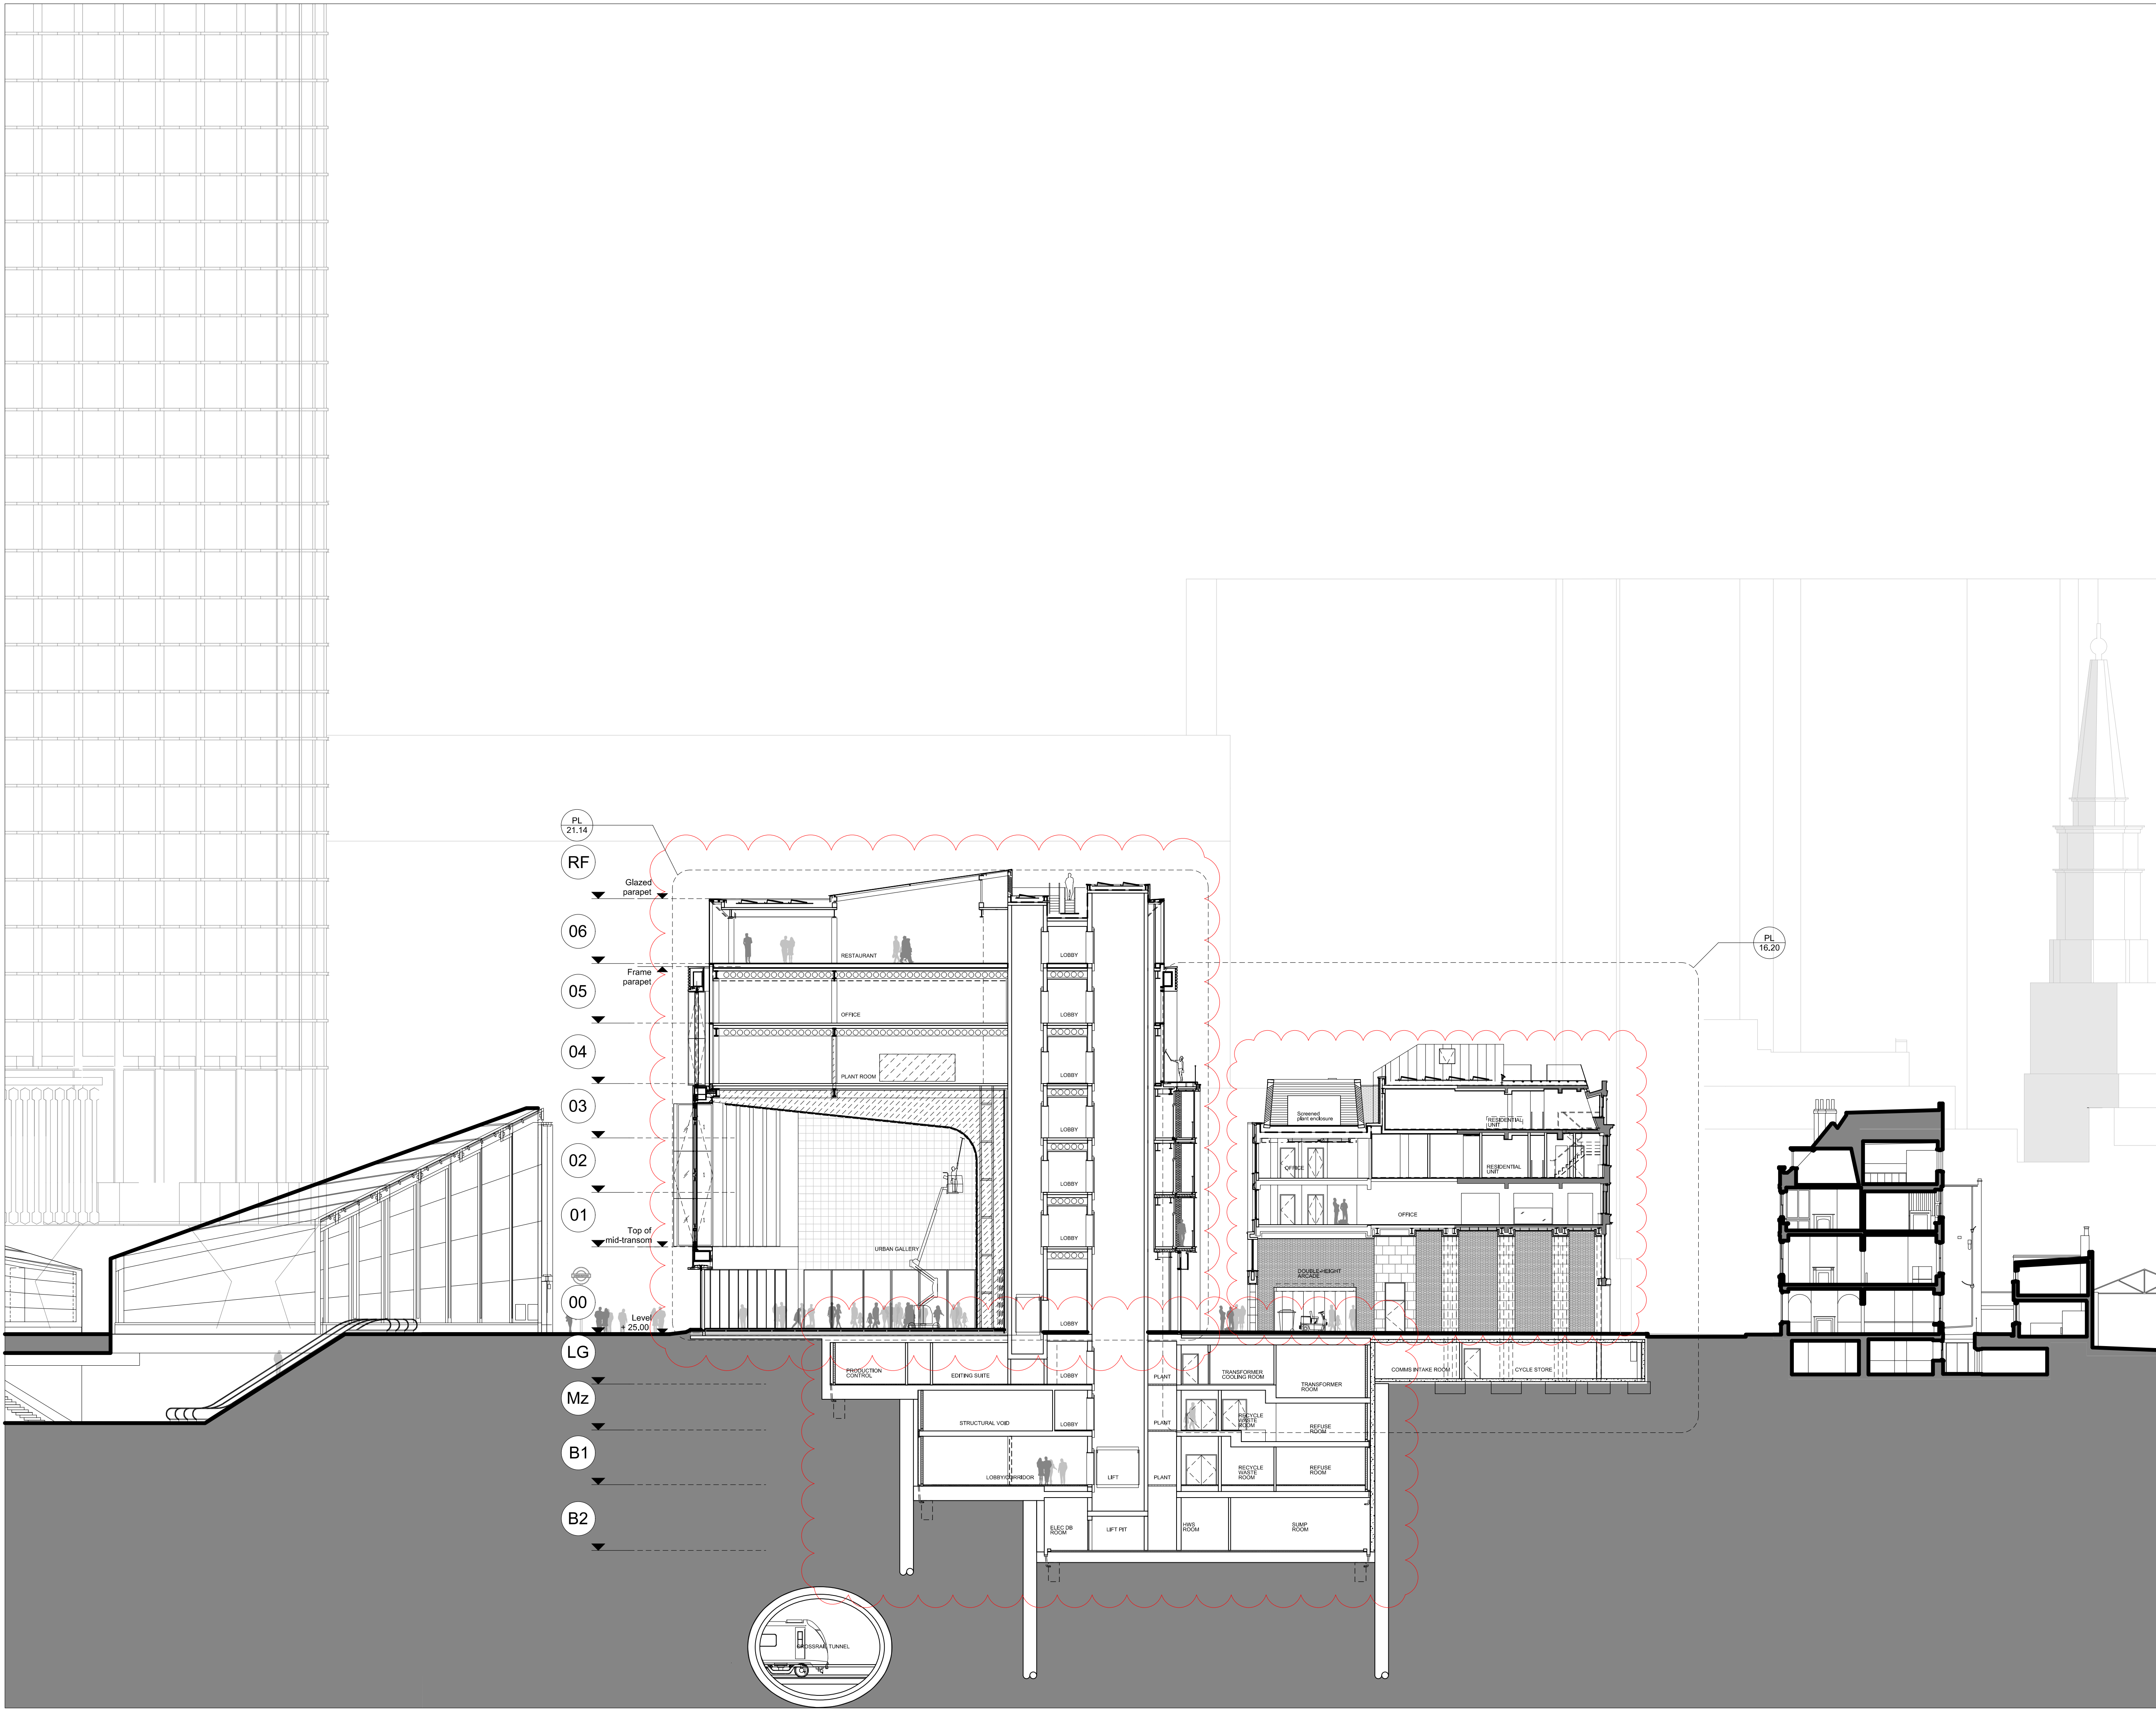 PL
21.14
RF
Glazed
parapet
06
RESTAURANT
LOBBY
PL
16.20
Frame
parapet
05
OFFICE
LOBBY
04
PLANT ROOM
LOBBY
03
LOBBY
Screened
plant enclosure
RESIDENTIAL
UNIT
02
LOBBY
OFFICE
RESIDENTIAL
UNIT
01
OFFICE
Top of
mid-transom
URBAN GALLERY
LOBBY
DOUBLE-HEIGHT
ARCADE
00
Level
+ 25.00
LOBBY
LG
PRODUCTION
CONTROL
EDITING SUITE
LOBBY
PLANT
TRANSFORMER
COOLING ROOM
TRANSFORMER
ROOM
COMMS INTAKE ROOM
CYCLE STORE
Mz
STRUCTURAL VOID
LOBBY
PLANT
RECYCLE
WASTE
ROOM
REFUSE
ROOM
B1
LOBBY/CORRIDOR
LIFT
PLANT
RECYCLE
WASTE
ROOM
REFUSE
ROOM
B2
ELEC DB
ROOM
LIFT PIT
HWS
ROOM
SUMP
ROOM
CROSSRAIL TUNNEL